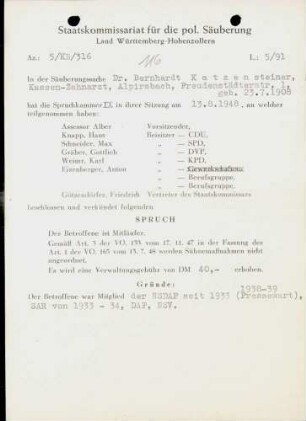 116
Staatskommissariat für die pol. Säuberung
Land Württemberg-Hohenzollern
Az.: 5/KB/316
L.: 5/91
In der Säuberungssache Dr. Bernhardt K a t z e n steiner,
Kassen-Zahnarzt, Alpirsbach, Freudenstädterstr. 1,
geb. 23.7.1908
hat die Spruchkammer IX in ihrer Sitzung am 13.8.1948, an welcher
teilgenommen haben:
Assessor Alber Vorsitzender,
Knapp, Hans Beisitzer — CDU,
Schneider, Max „ — SPD,
Gräber, Gottlieb „ — DVP,
Weimer, Karl „ — KPD,
Eizenberger, Anton „ — Gewerkschaften,
„ — Berufsgruppe,
„ — Berufsgruppe,
Friedrich Vertreter des Staatskommissars
beschlossen und verkündet folgenden
SPRUCH
Der Betroffene ist Mitläufer.
Gemäß Art. 3 der VO. 133 vom 17. 11. 47 in der Fassung des
Art. 1 der VO. 165 vom 13. 7. 48 werden Sühnemaßnahmen nicht
angeordnet.
Es wird eine Verwaltungsgebühr von DM 40,- erhoben.
Gründe:
1938-39
Der Betroffene war Mitglied der NSDAP seit 1933 (Pressewart),
SAR von 1933 - 34, DAF, NSV.